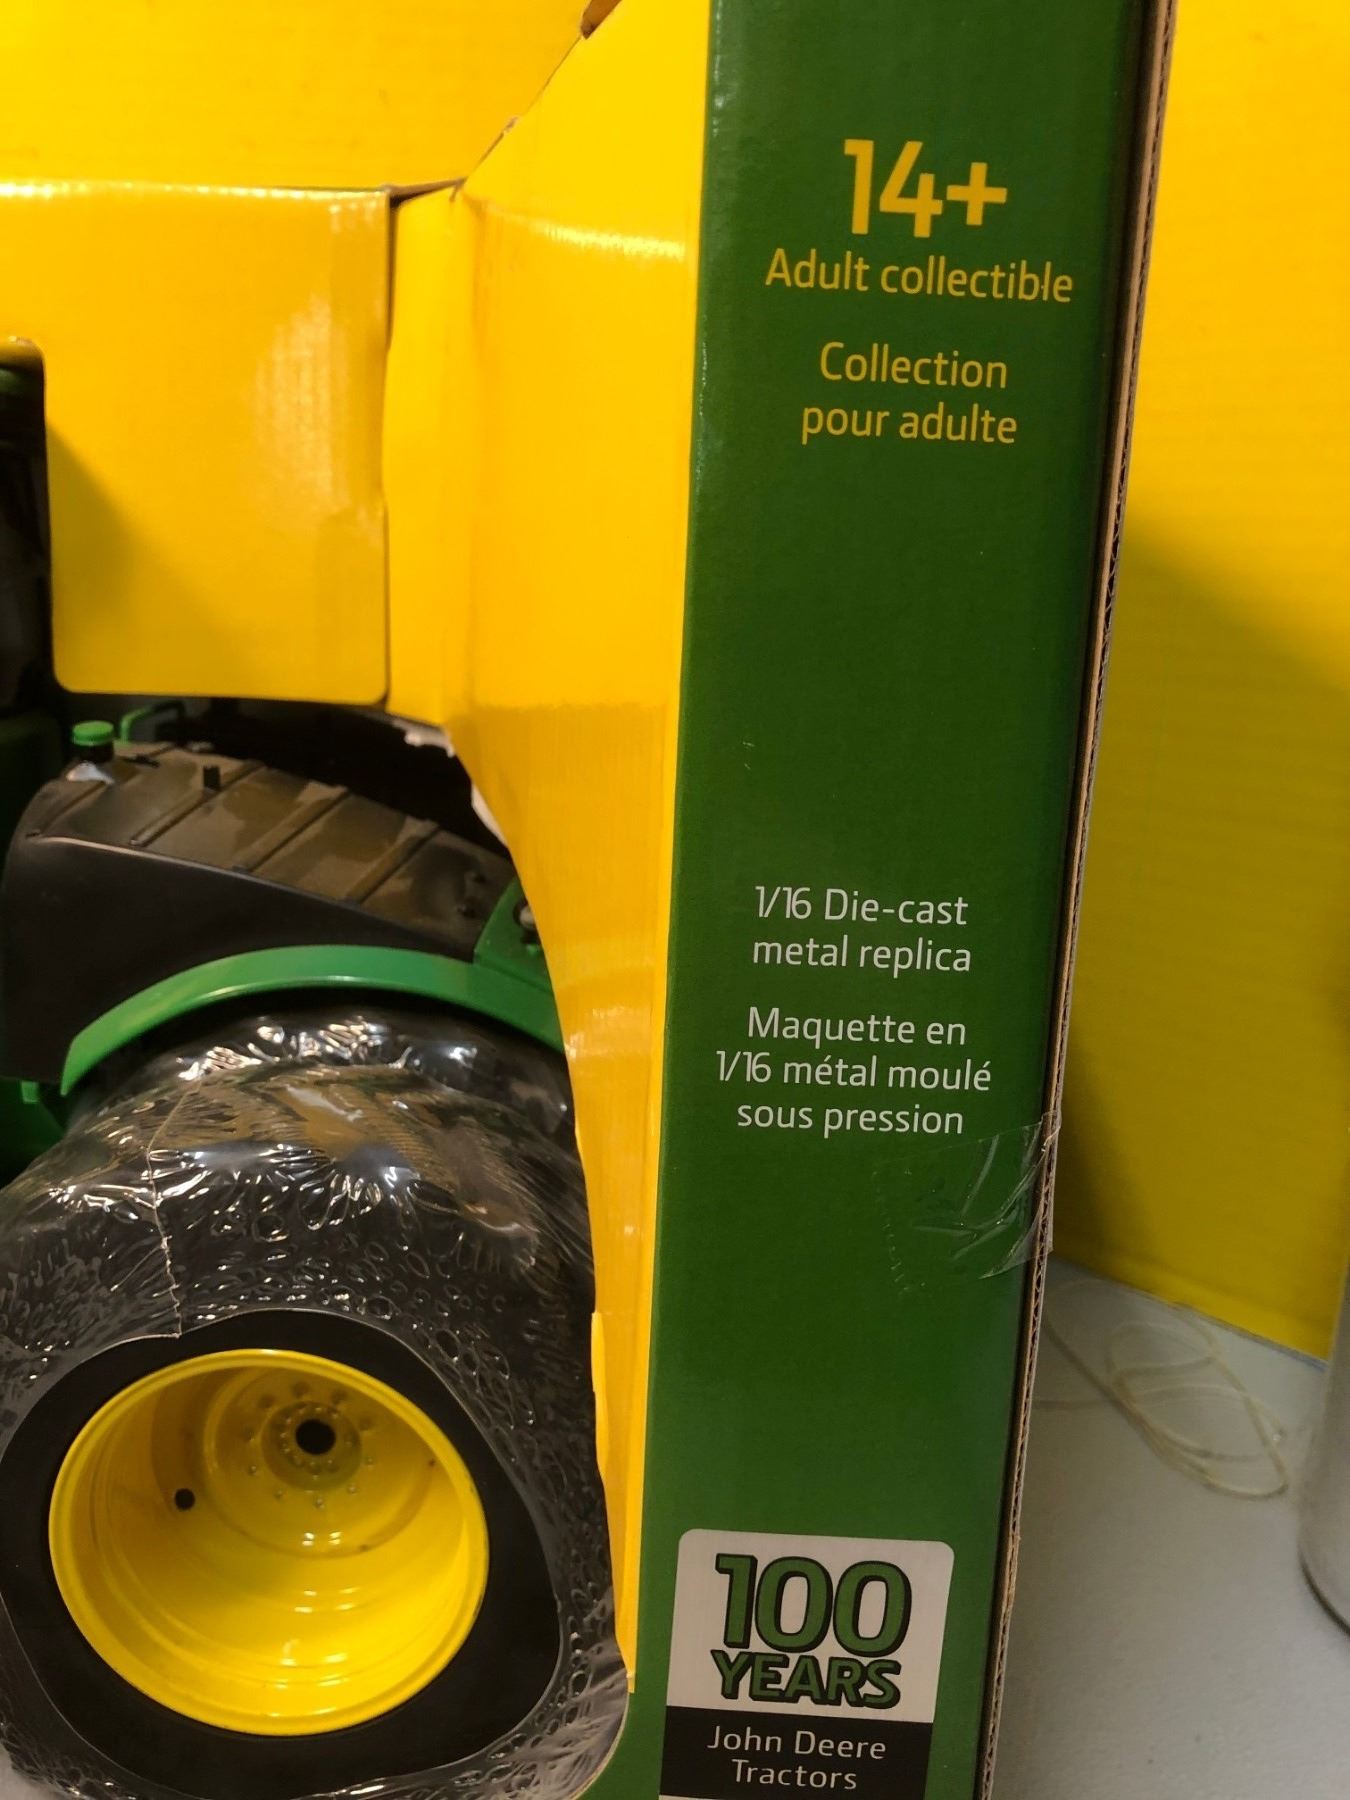 14+
Adult collectible
Collection
pour adulte
1/16 Die-cast
metal replica
Maquette en
1/16 métal moulé
sous pression
100
YEARS
John Deere
Tractors